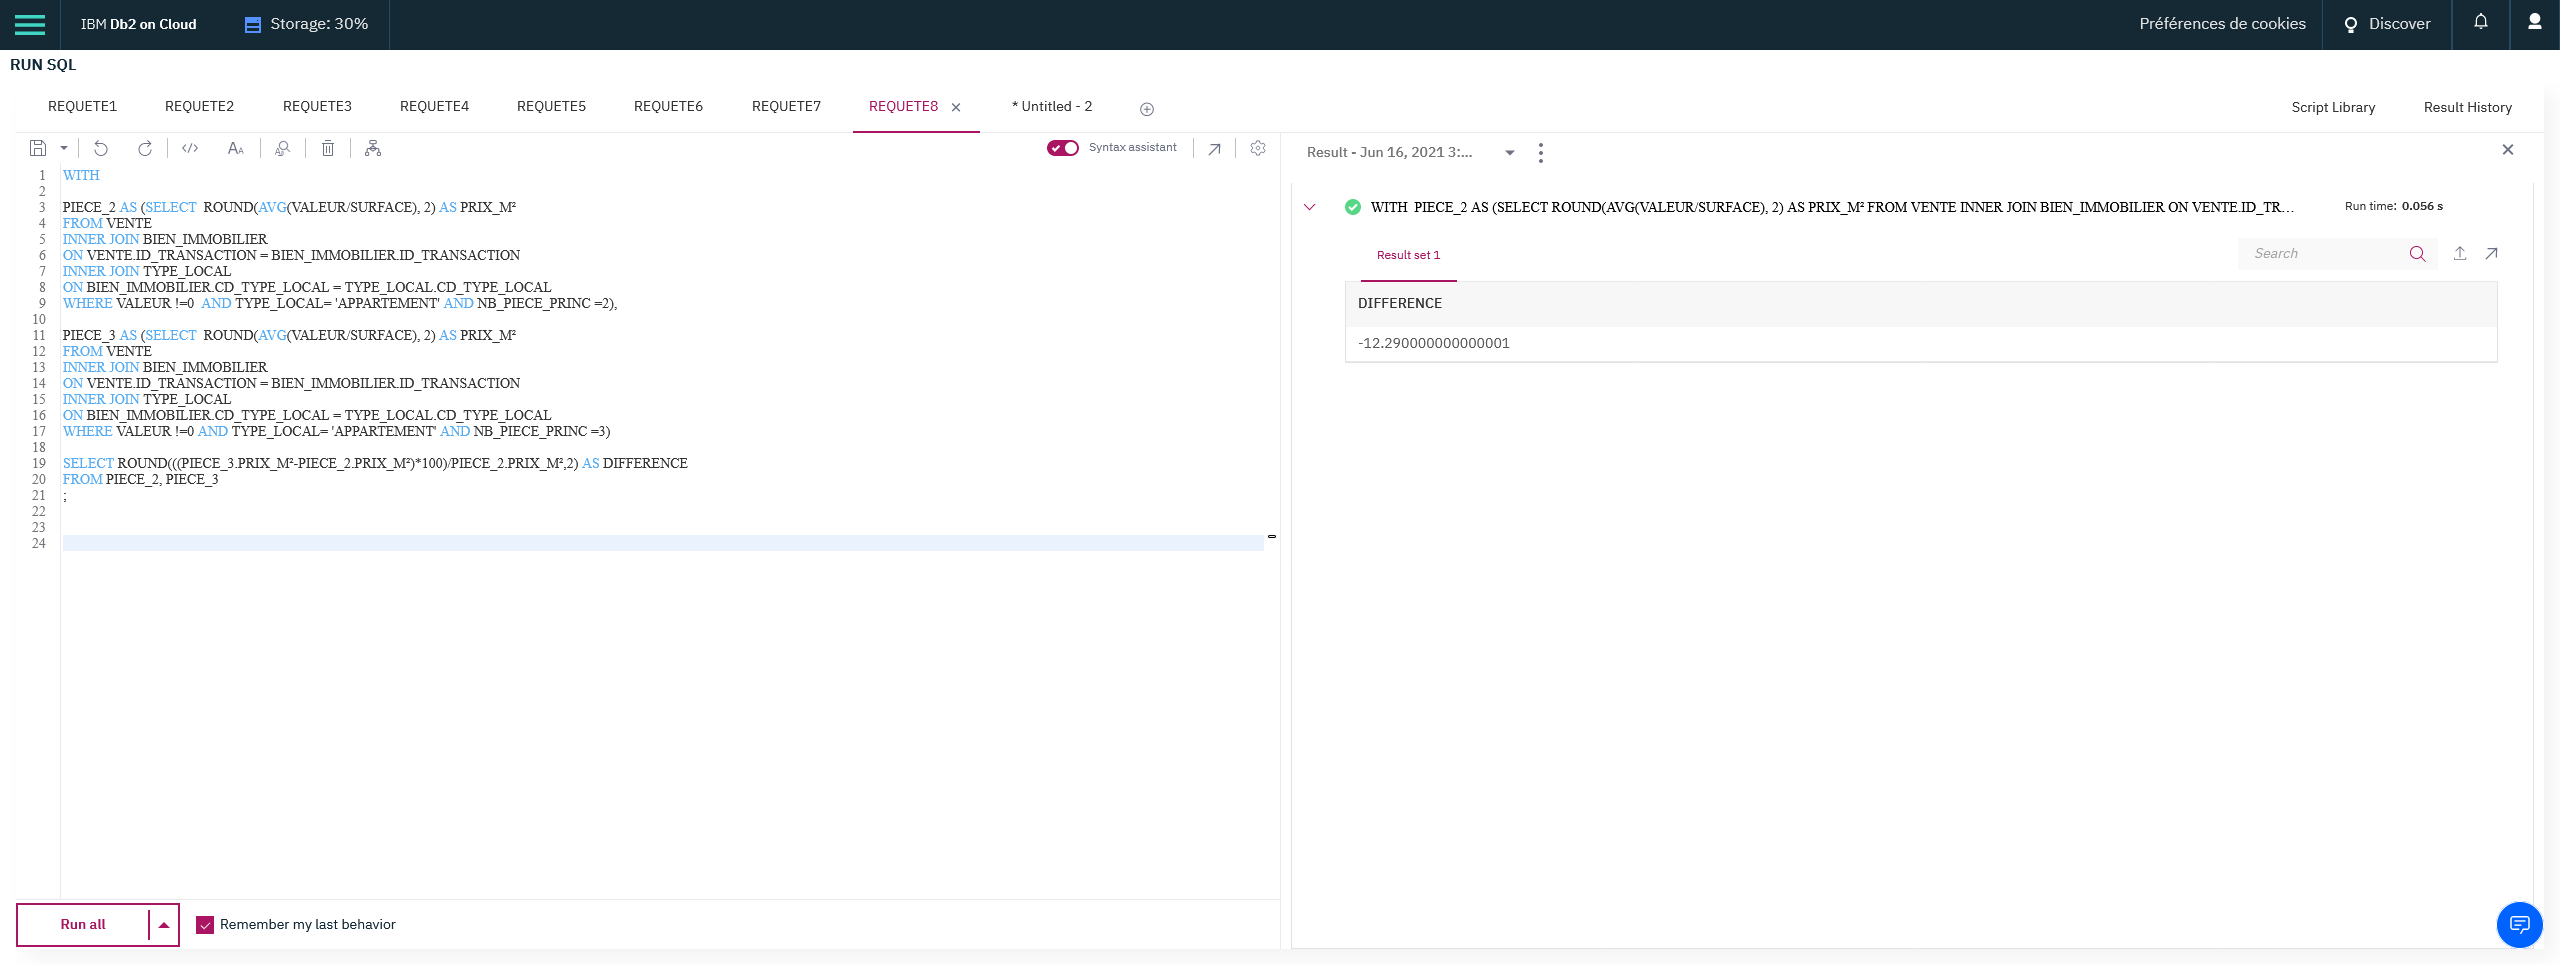 IBM Db2 on Cloud Storage: 30% Préférences de cookies Discover
RUN SQL
REQUETE1 REQUETE2 REQUETE3 REQUETE4 REQUETE5 REQUETE6 REQUETE7 REQUETE8 * Untitled - 2 Script Library Result History
Syntax assistant
1 WITH
2
3 PIECE_2 AS (SELECT  ROUND(AVG(VALEUR/SURFACE), 2) AS PRIX_M²
4 FROM VENTE
5 INNER JOIN BIEN_IMMOBILIER
6 ON VENTE.ID_TRANSACTION = BIEN_IMMOBILIER.ID_TRANSACTION
7 INNER JOIN TYPE_LOCAL
8 ON BIEN_IMMOBILIER.CD_TYPE_LOCAL = TYPE_LOCAL.CD_TYPE_LOCAL
9 WHERE VALEUR !=0  AND TYPE_LOCAL= 'APPARTEMENT' AND NB_PIECE_PRINC =2),
10
11 PIECE_3 AS (SELECT  ROUND(AVG(VALEUR/SURFACE), 2) AS PRIX_M²
12 FROM VENTE
13 INNER JOIN BIEN_IMMOBILIER
14 ON VENTE.ID_TRANSACTION = BIEN_IMMOBILIER.ID_TRANSACTION
15 INNER JOIN TYPE_LOCAL
16 ON BIEN_IMMOBILIER.CD_TYPE_LOCAL = TYPE_LOCAL.CD_TYPE_LOCAL
17 WHERE VALEUR !=0 AND TYPE_LOCAL= 'APPARTEMENT' AND NB_PIECE_PRINC =3)
18
19 SELECT ROUND(((PIECE_3.PRIX_M²-PIECE_2.PRIX_M²)*100)/PIECE_2.PRIX_M²,2) AS DIFFERENCE
20 FROM PIECE_2, PIECE_3
21 ;
22
23
24
Run all Remember my last behavior
Result - Jun 16, 2021 3:...
WITH  PIECE_2 AS (SELECT ROUND(AVG(VALEUR/SURFACE), 2) AS PRIX_M² FROM VENTE INNER JOIN BIEN_IMMOBILIER ON VENTE.ID_TR... Run time: 0.056 s
Result set 1 Search
DIFFERENCE
-12.290000000000001